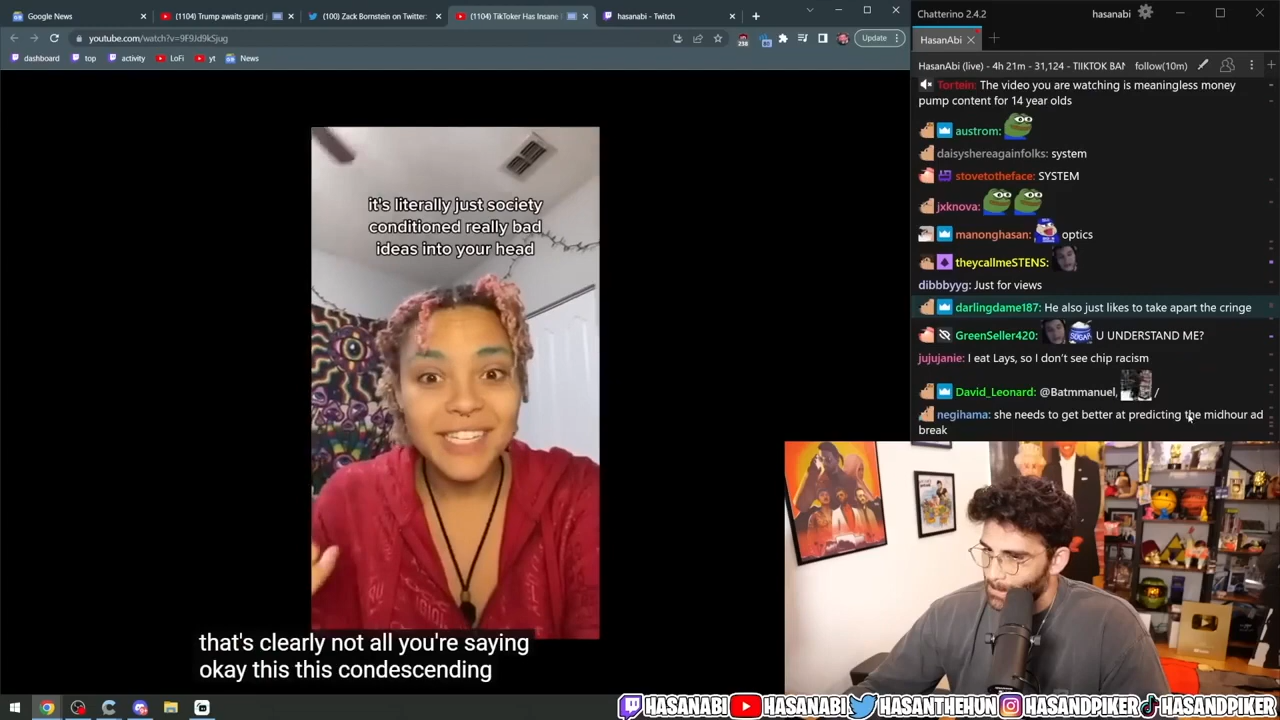 Google News
(1104) Trump awaits grand j
(100) Zack Bornstein on Twitter:
(1104) TikToker Has Insane
hasanabi - Twitch
youtube.com/watch?v=9F9Jd9kSjug
238
Update
dashboard
top
activity
LoFi
yt
News
Chatterino 2.4.2
hasanabi
HasanAbi
HasanAbi (live) - 4h 21m - 31,124 - TIIKTOK BAN
follow(10m)
Tortein: The video you are watching is meaningless money
pump content for 14 year olds
austrom:
daisyshereagainfolks: system
stovetotheface: SYSTEM
jxknova:
manonghasan: optics
theycallmeSTENS:
dibbbyyg: Just for views
darlingdame187: He also just likes to take apart the cringe
GreenSeller420: U UNDERSTAND ME?
jujujanie: I eat Lays, so I don't see chip racism
David_Leonard: @Batmmanuel, /
negihama: she needs to get better at predicting the midhour ad
break
it's literally just society
conditioned really bad
ideas into your head
that's clearly not all you're saying
okay this this condescending
HASANABI
HASANABI
HASANTHEHUN
HASANDPIKER
HASANDPIKER